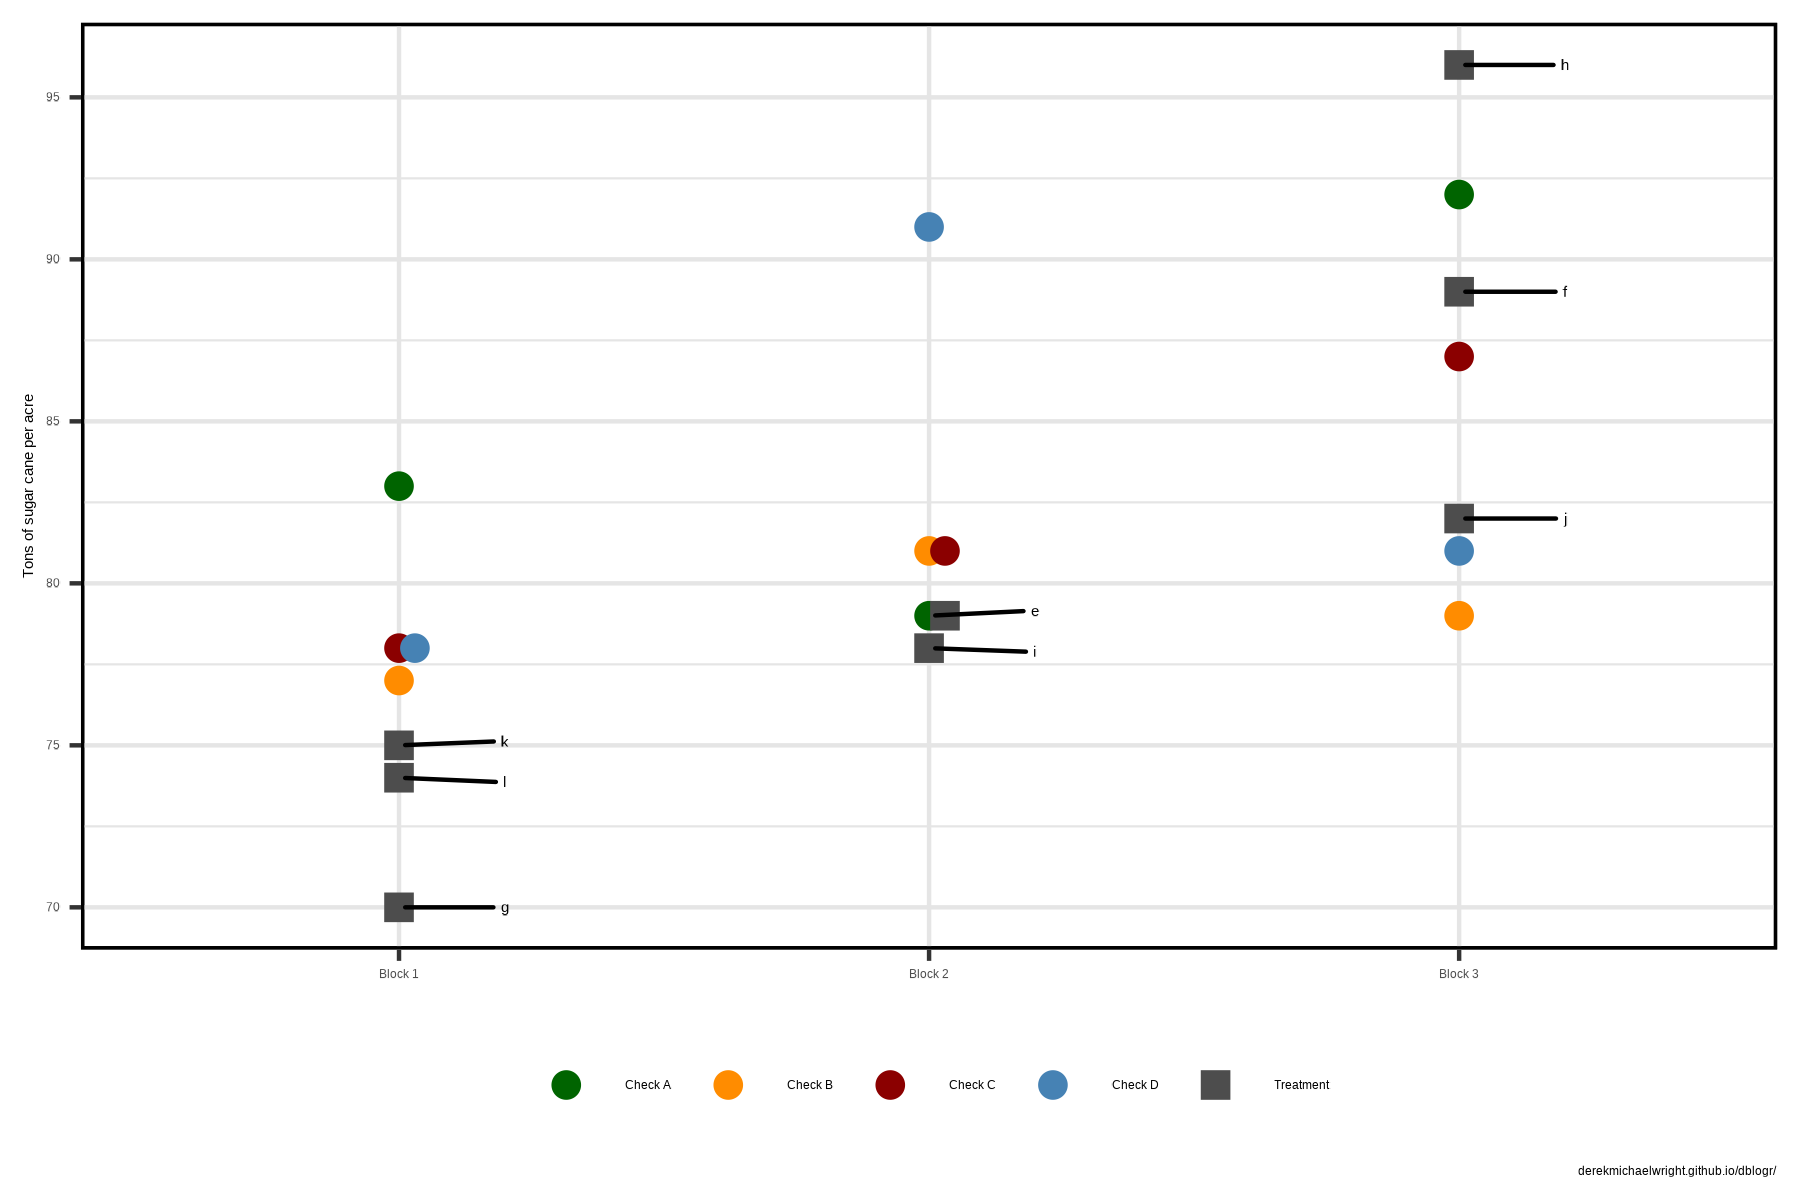 h
95
90
f
85
Tons of sugar cane per acre
j
80
e
i
k
75
l
70
g
Block 1
Block 2
Block 3
Check A
Check B
Check C
Check D
Treatment
derekmichaelwright.github.io/dblogr/